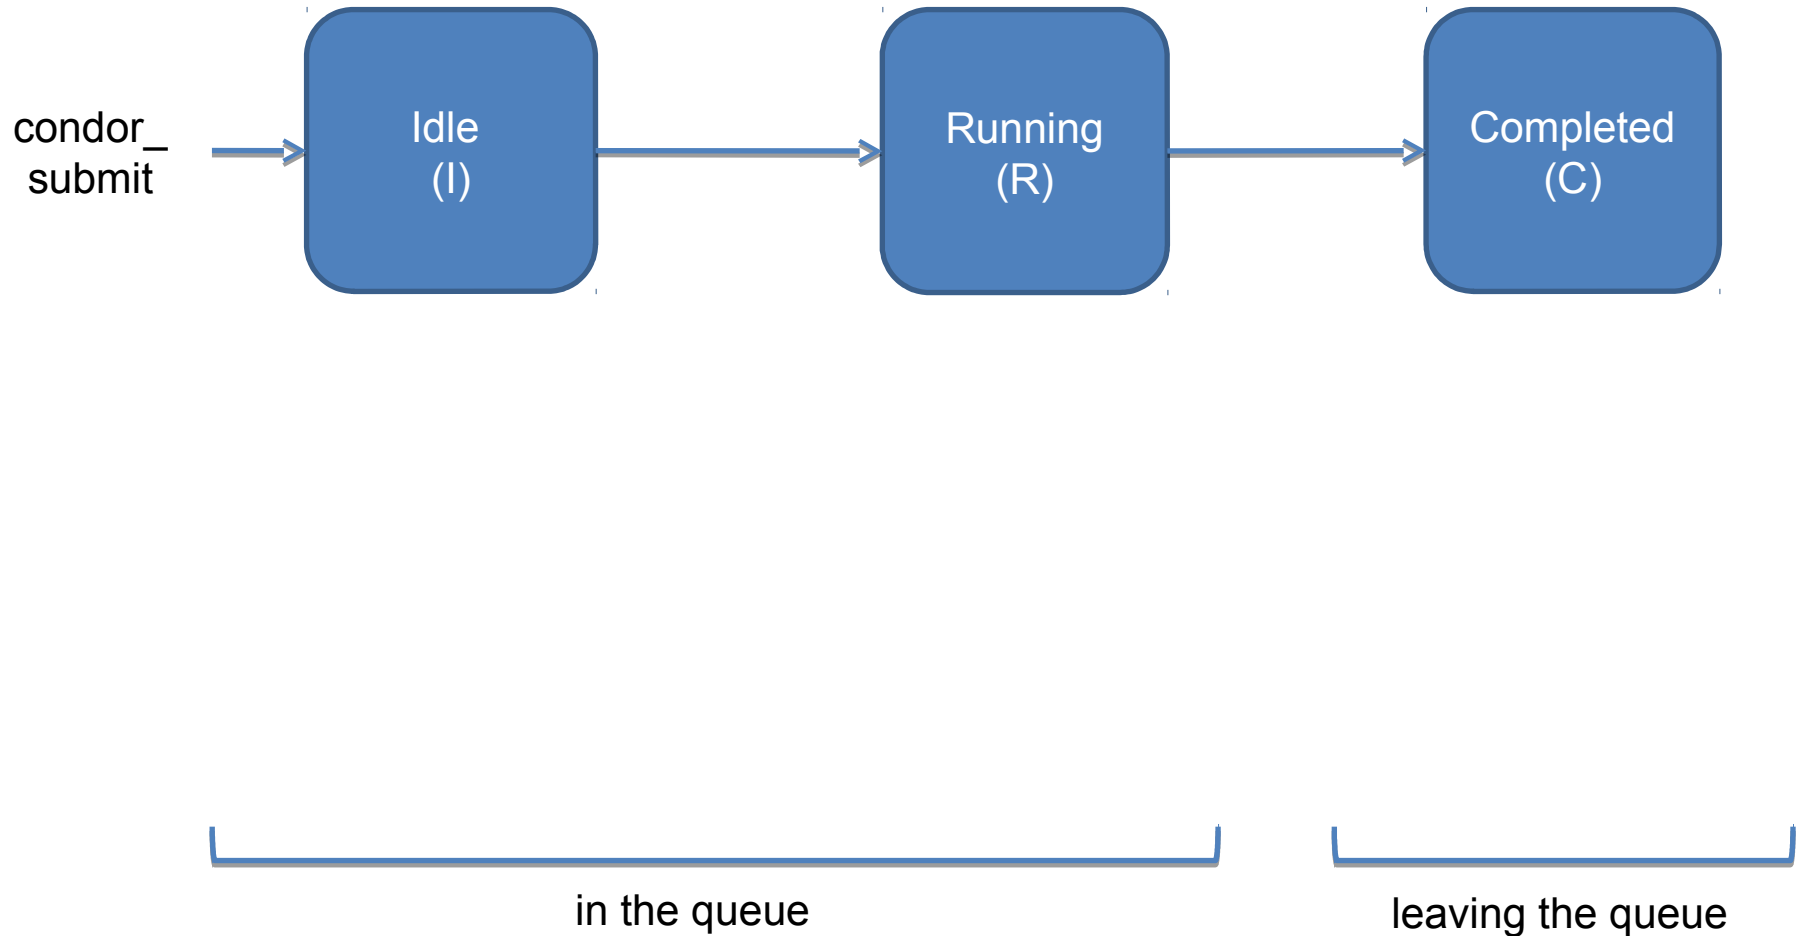 condor_
submit
Idle
(I)
Running
(R)
Completed
(C)
in the queue
leaving the queue